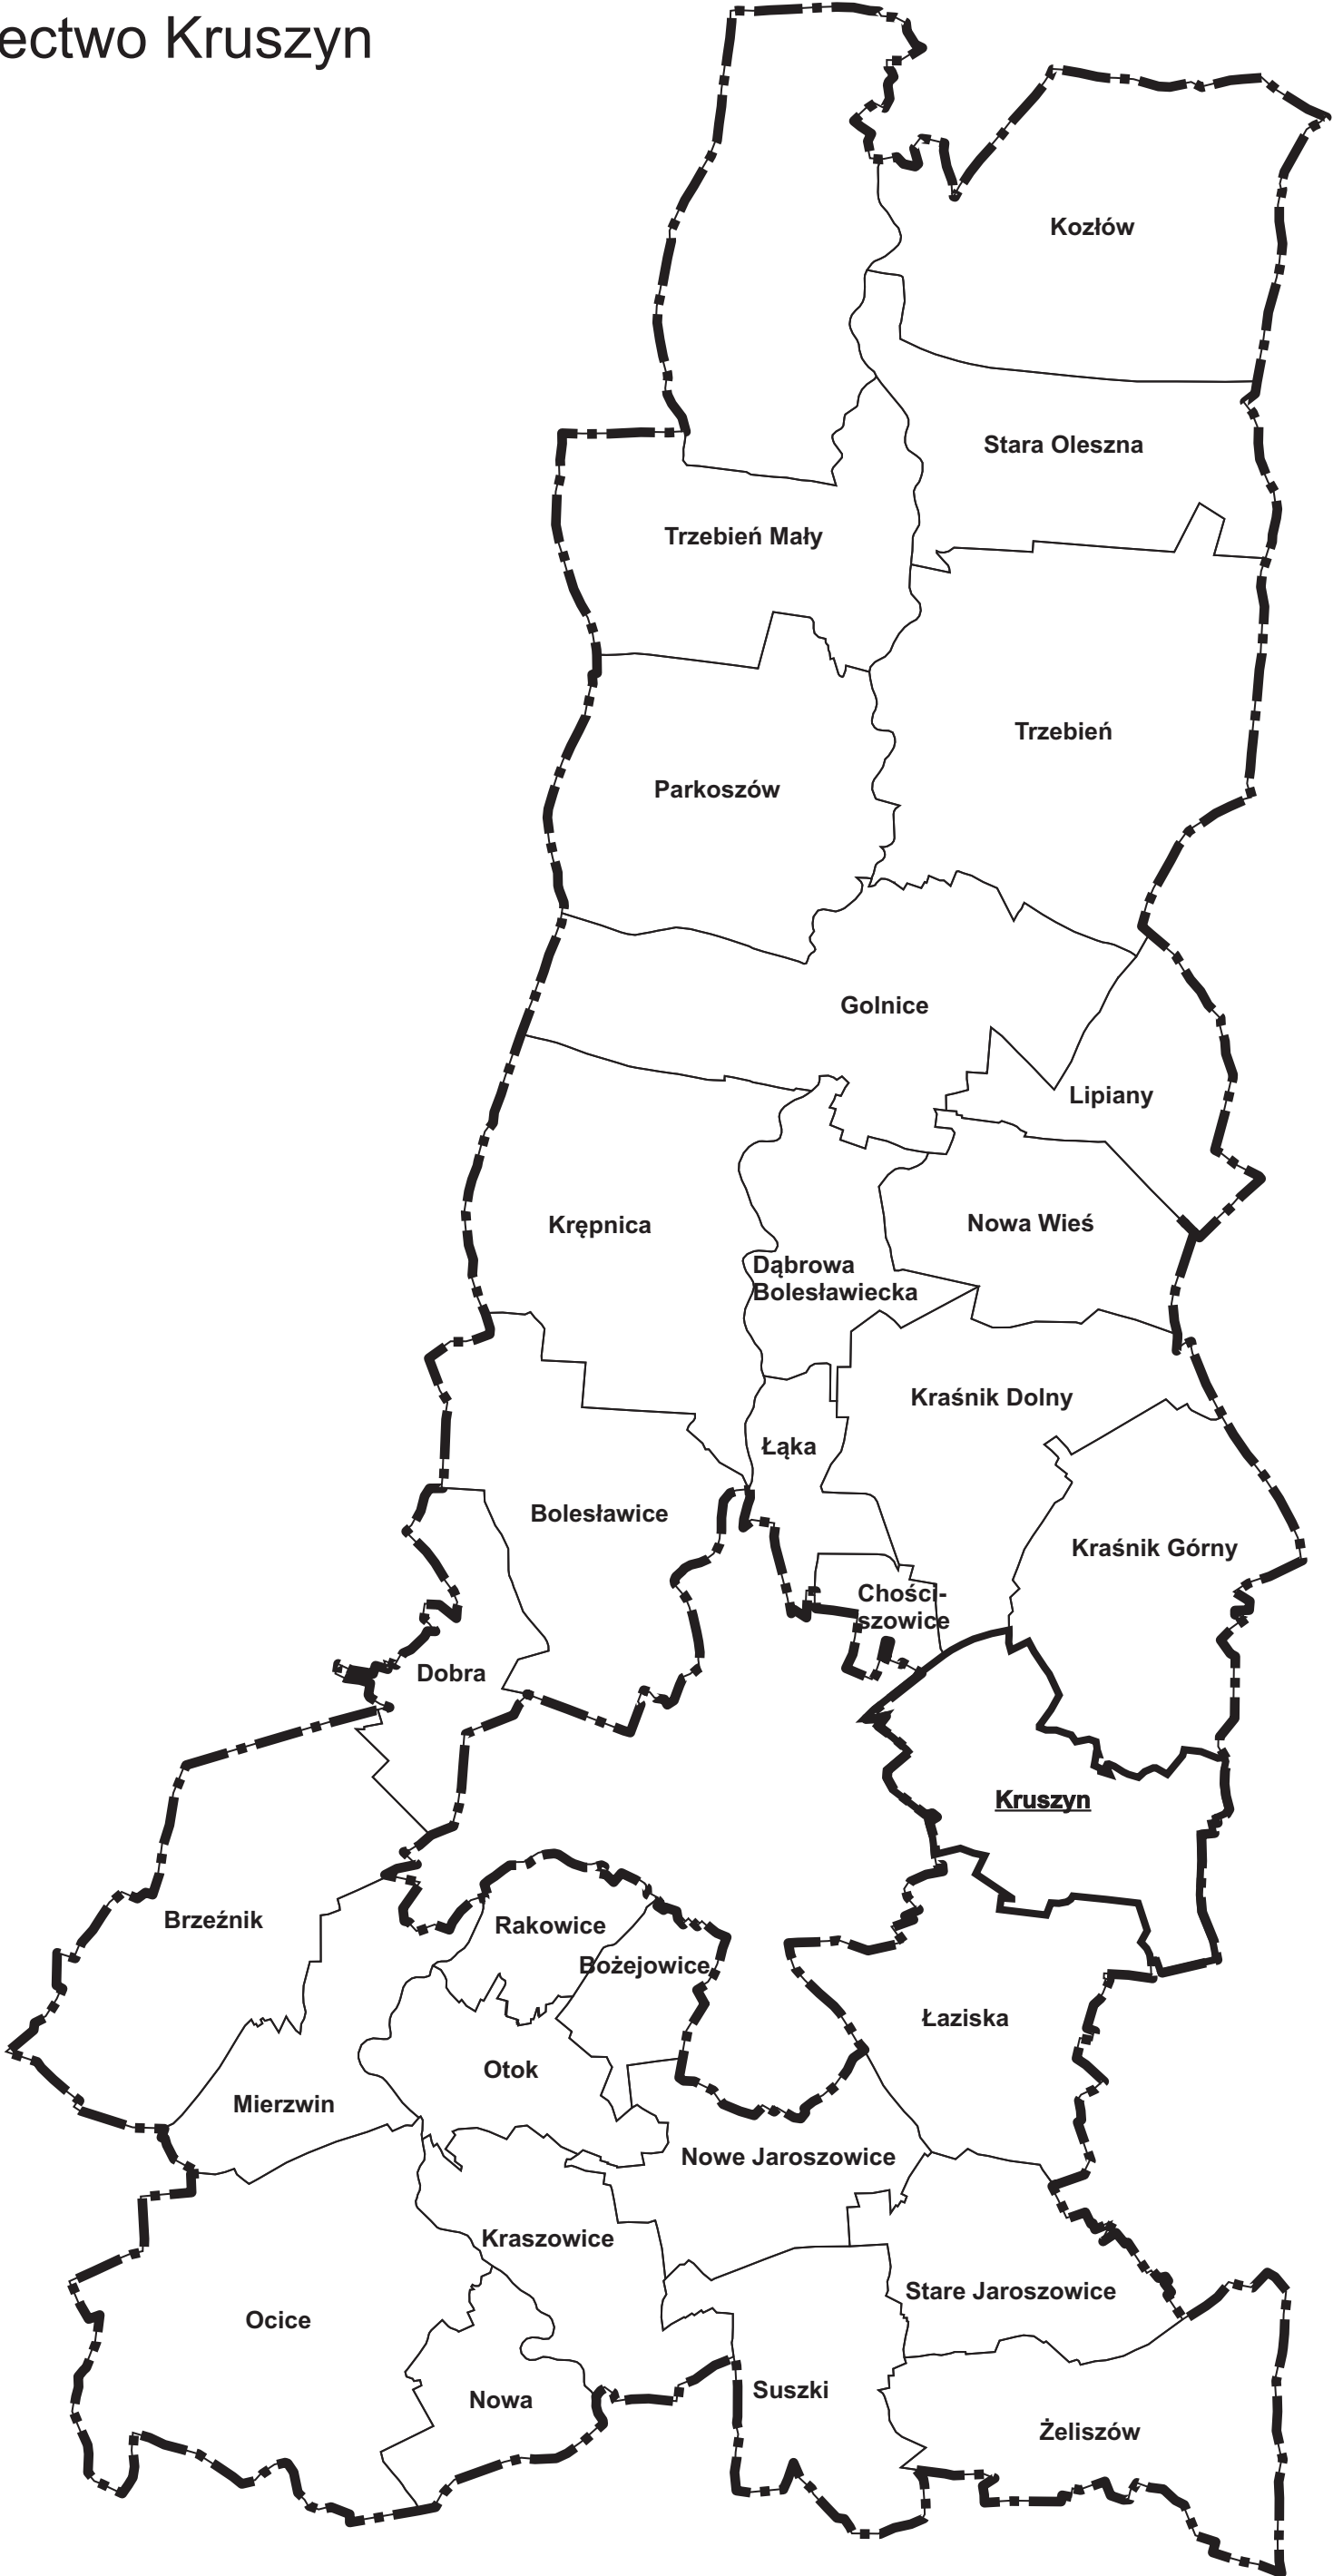 ectwo Kruszyn
Kozłów
Stara Oleszna
Trzebień Mały
Trzebień
Parkoszów
Golnice
Lipiany
Krępnica
Nowa Wieś
Dąbrowa
Bolesławiecka
Kraśnik Dolny
Łąka
Bolesławice
Kraśnik Górny
Chości-
szowice
Dobra
Kruszyn
Brzeźnik
Rakowice
Bożejowice
Łaziska
Otok
Mierzwin
Nowe Jaroszowice
Kraszowice
Stare Jaroszowice
Ocice
Suszki
Nowa
Żeliszów